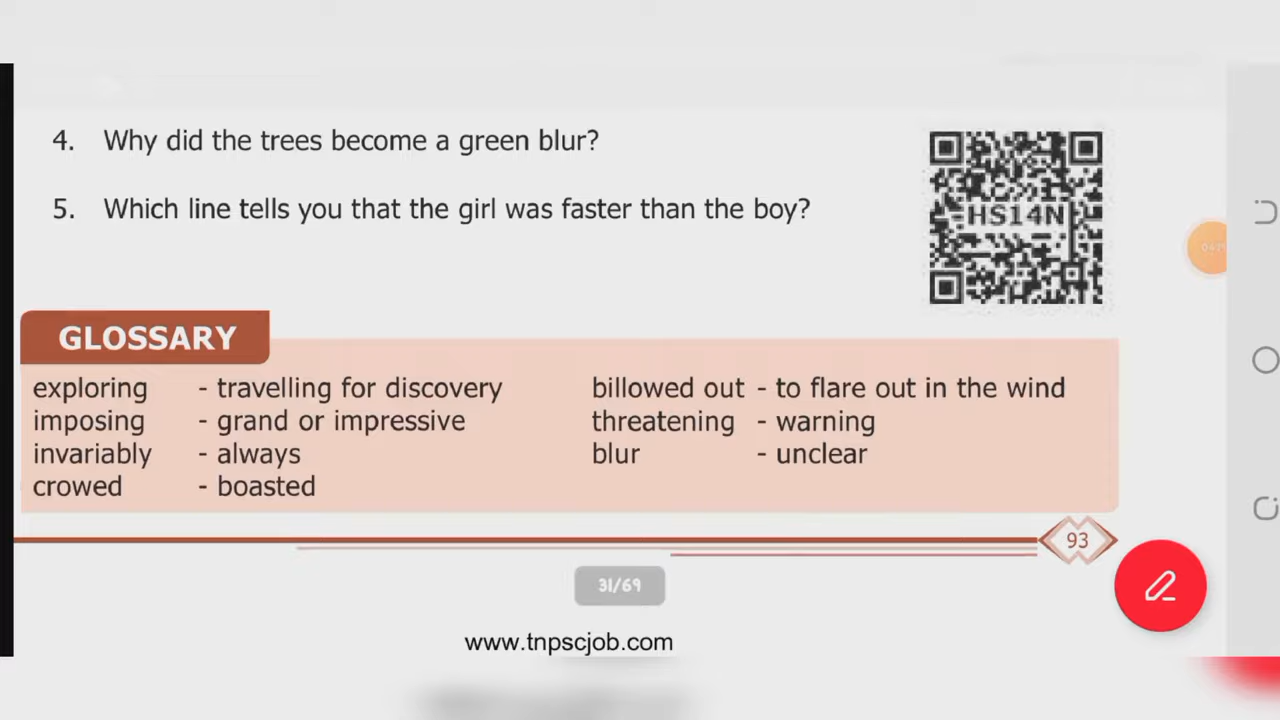 4. Why did the trees become a green blur?
5. Which line tells you that the girl was faster than the boy?
HS14N
GLOSSARY
exploring - travelling for discovery
imposing - grand or impressive
invariably - always
crowed - boasted
billowed out - to flare out in the wind
threatening - warning
blur - unclear
93
31/69
www.tnpscjob.com